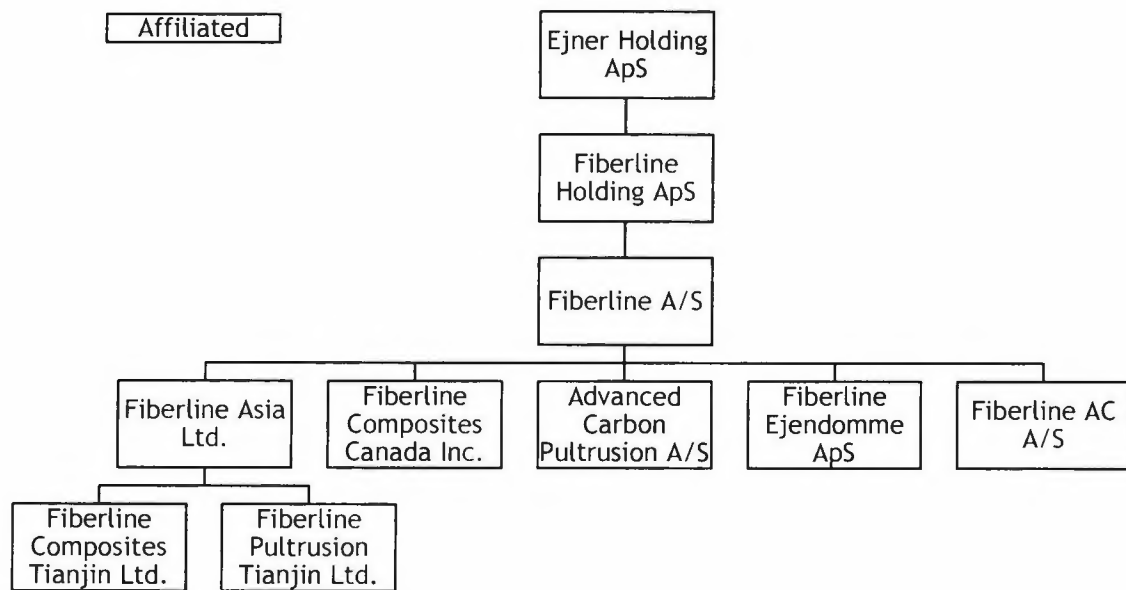 Affiliated
Ejner Holding
ApS
Fiberline
Holding ApS
Fiberline A/S
Fiberline Asia
Ltd.
Fiberline
Composites
Canada Inc.
Advanced
Carbon
Pultrusion A/S
Fiberline
Ejendomme
ApS
Fiberline AC
A/S
Fiberline
Composites
Tianjin Ltd.
Fiberline
Pultrusion
Tianjin Ltd.